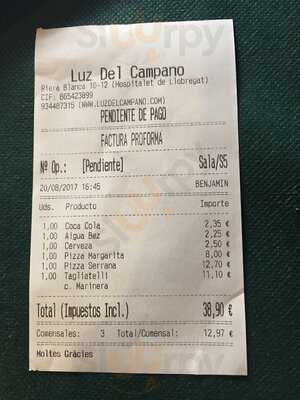 Luz Del Campano
Riera Blanca 10-12 (Hospitalet de Llobregat)
CIF: B65423899
934487315 (WWW.LUZDELCAMPANO.COM)
PENDIENTE DE PAGO
FACTURA PROFORMA
Nº Op.: [Pendiente] Sala/S5
20/08/2017 16:45 BENJAMIN
Uds. Producto Importe
1,00 Coca Cola 2,35 €
1,00 Aigua Bez 2,25 €
1,00 Cerveza 2,50 €
1,00 Pizza Margarita 8,00 €
1,00 Pizza Serrana 12,70 €
1,00 Tagliatelli 11,10 €
c. Marinera
Total (Impuestos Incl.) 38,90 €
Comensales: 3 Total/Comensal: 12,97 €
Moltes Gràcies